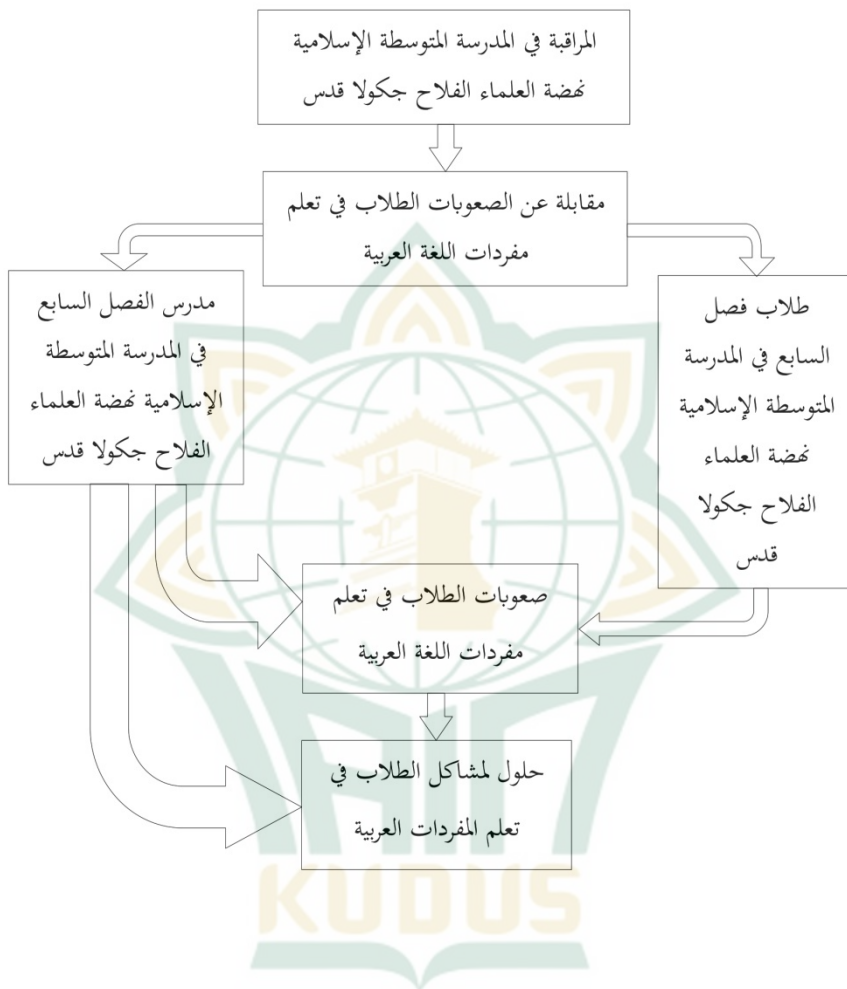 المراقبة في المدرسة المتوسطة الإسلامية
نهضة العلماء الفلاح جكولا قدس
مقابلة عن الصعوبات الطلاب في تعلم
مفردات اللغة العربية
طلاب فصل
السابع في المدرسة
المتوسطة الإسلامية
نهضة العلماء
الفلاح جكولا
قدس
مدرس الفصل السابع
في المدرسة المتوسطة
الإسلامية نهضة العلماء
الفلاح جكولا قدس
صعوبات الطلاب في تعلم
مفردات اللغة العربية
حلول لمشاكل الطلاب في
تعلم المفردات العربية
IAIN
KUDUS